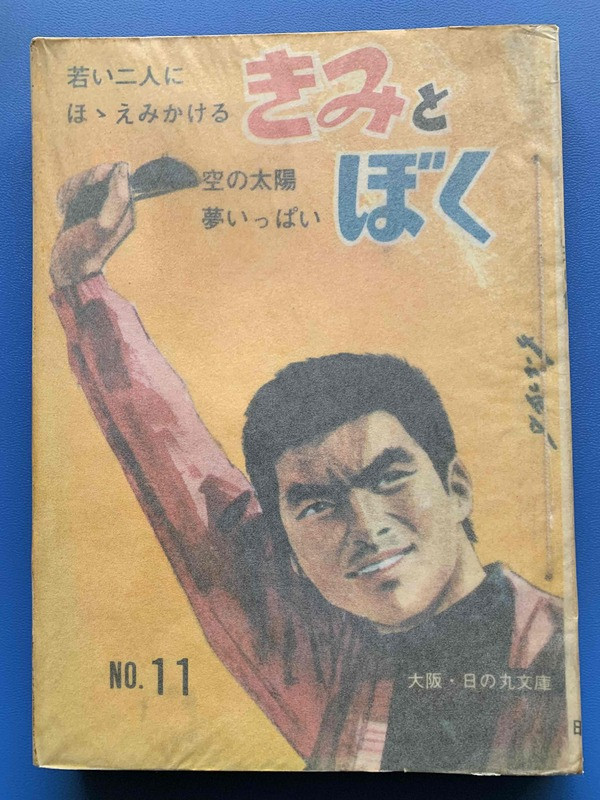 若い二人に
ほゝえみかける
きみと
ぼく
空の太陽
夢いっぱい
NO. 11
大阪・日の丸文庫